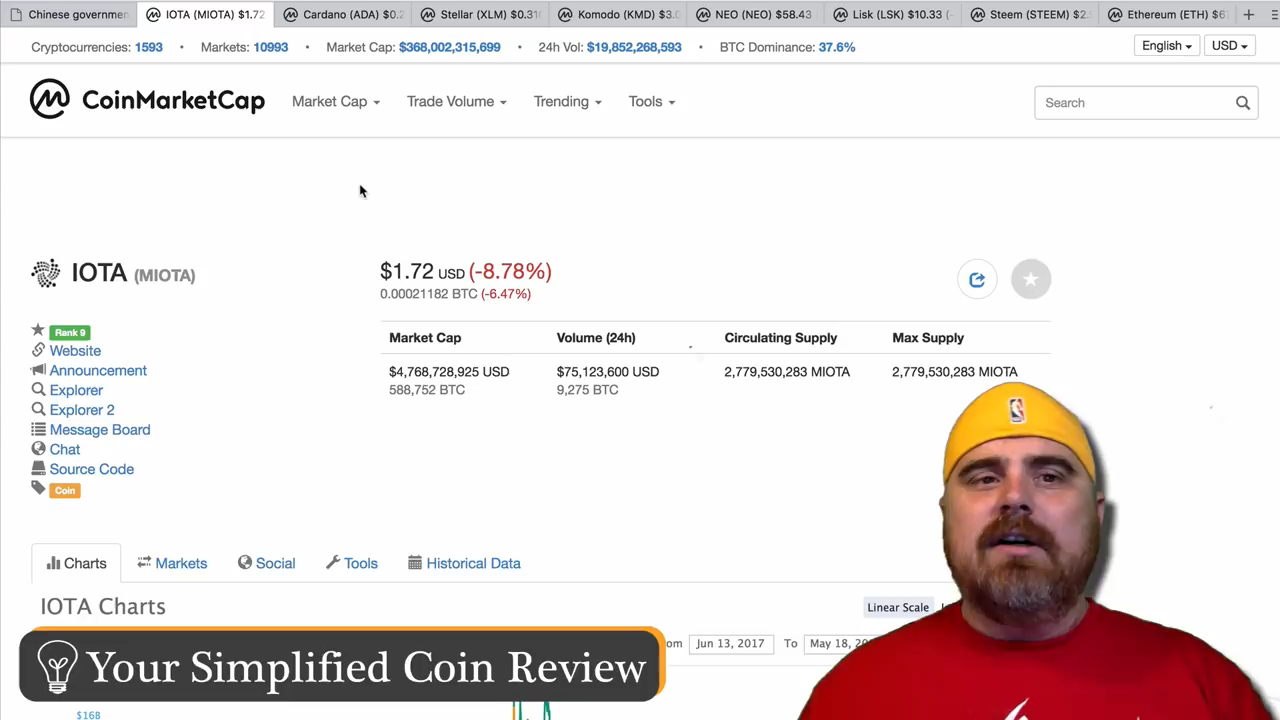 Chinese governmen
IOTA (MIOTA) $1.72
Cardano (ADA) $0.2
Stellar (XLM) $0.31
Komodo (KMD) $3.0
NEO (NEO) $58.43
Lisk (LSK) $10.33 (-
Steem (STEEM) $2.
Ethereum (ETH) $6
Cryptocurrencies: 1593 • Markets: 10993 • Market Cap: $368,002,315,699 • 24h Vol: $19,852,268,593 • BTC Dominance: 37.6%
English
USD
CoinMarketCap
Market Cap
Trade Volume
Trending
Tools
Search
IOTA (MIOTA)
$1.72 USD (-8.78%)
0.00021182 BTC (-6.47%)
Rank 9
Website
Announcement
Explorer
Explorer 2
Message Board
Chat
Source Code
Coin
Market Cap
Volume (24h)
Circulating Supply
Max Supply
$4,768,728,925 USD
$75,123,600 USD
2,779,530,283 MIOTA
2,779,530,283 MIOTA
588,752 BTC
9,275 BTC
Charts
Markets
Social
Tools
Historical Data
IOTA Charts
Linear Scale
om
Jun 13, 2017
To
May 18, 20
Your Simplified Coin Review
$16B